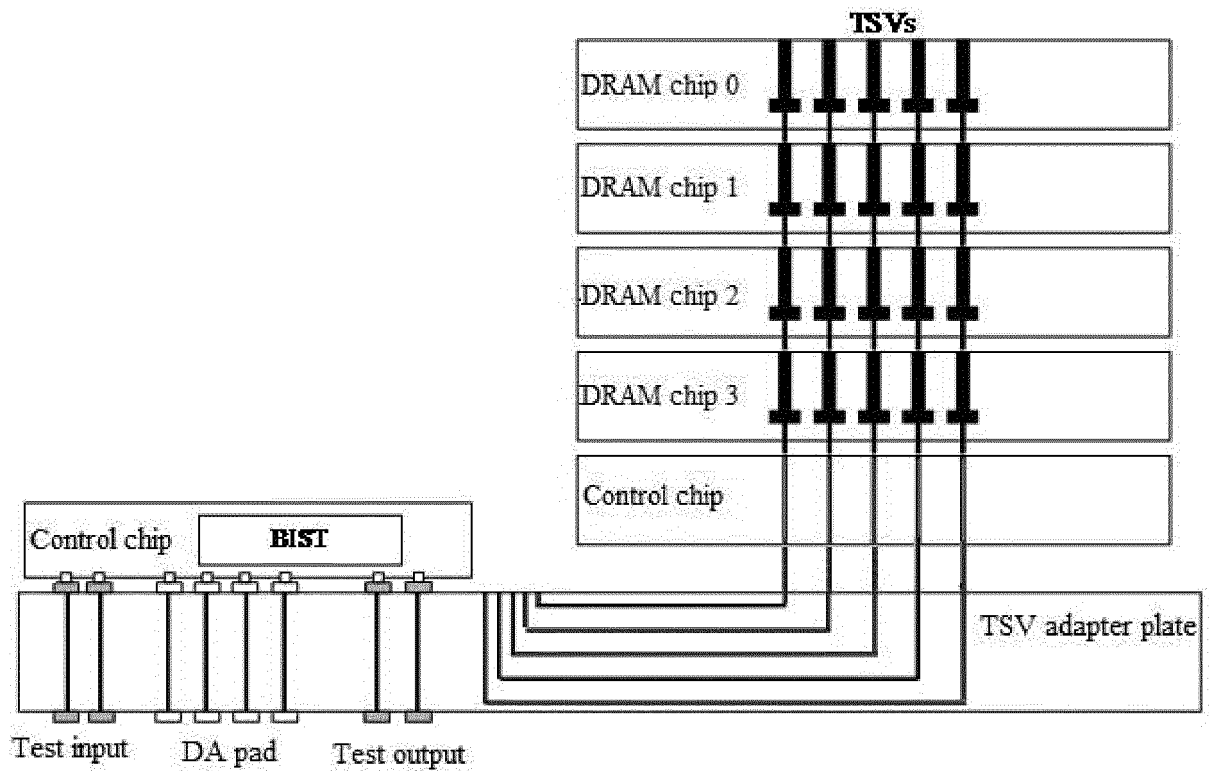 TSVs
DRAM chip 0
DRAM chip 1
DRAM chip 2
DRAM chip 3
Control chip
Control chip
BIST
TSV adapter plate
Test input
DA pad
Test output